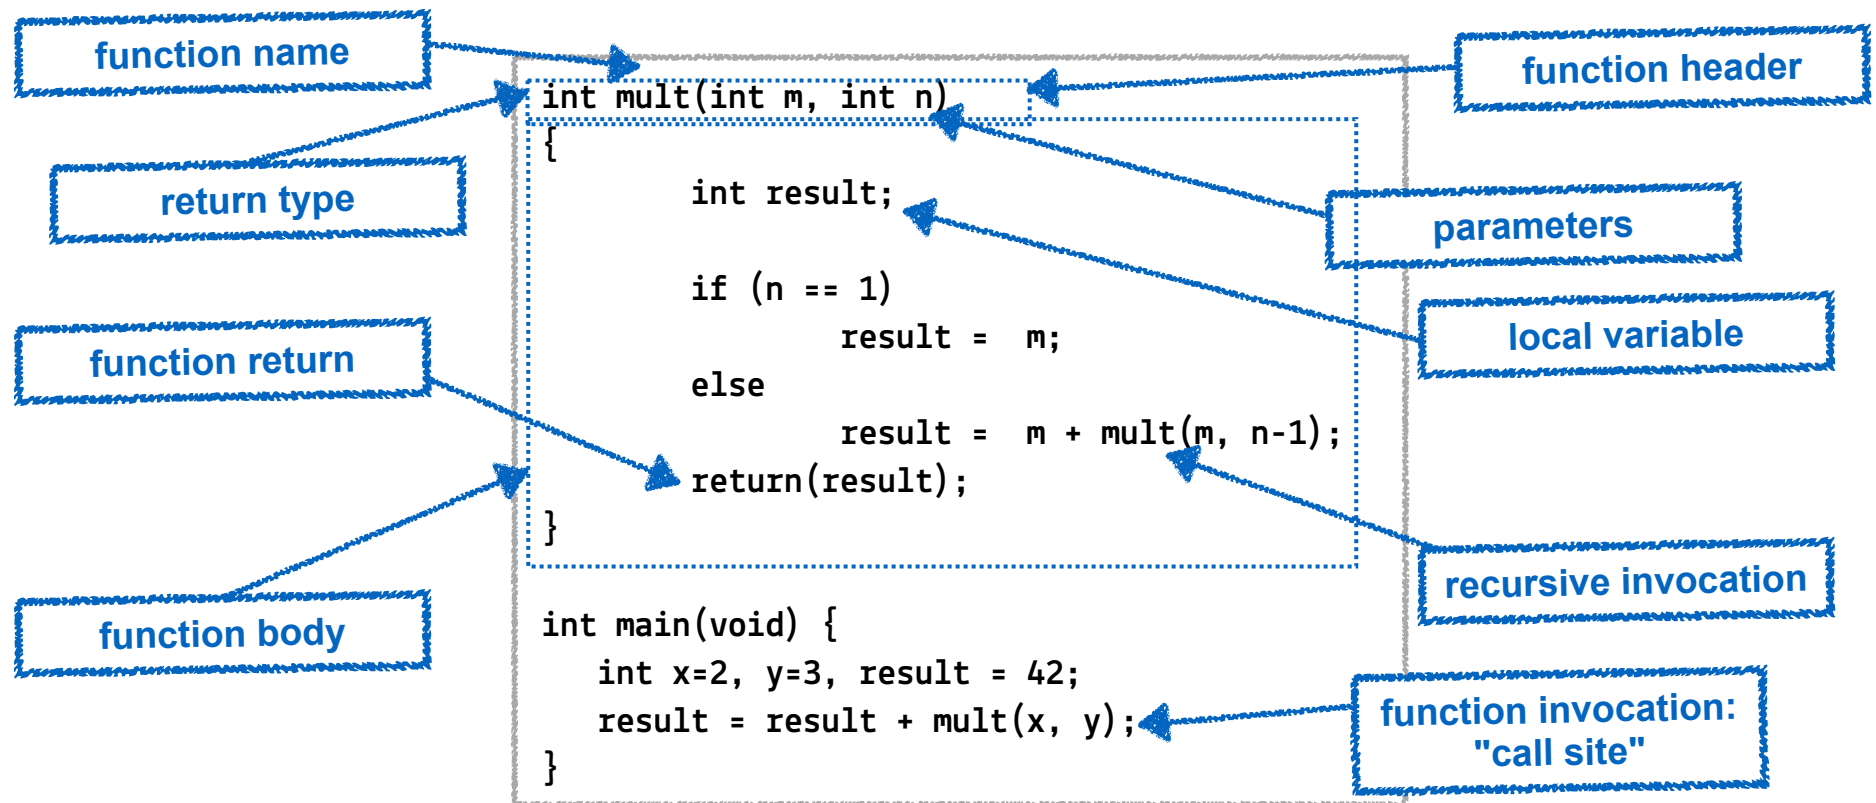 function name
function header
int mult(int m, int n)
{
return type
int result;
parameters
if (n == 1)
local variable
result =  m;
function return
else
result =  m + mult(m, n-1);
return(result);
}
recursive invocation
function body
int main(void) {
int x=2, y=3, result = 42;
result = result + mult(x, y);
function invocation:
"call site"
}